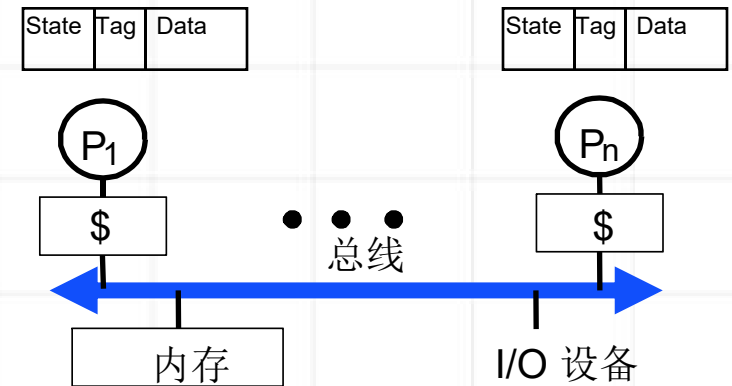 State Tag Data
State Tag Data
P1
Pn
$
$
总线
内存
I/O 设备